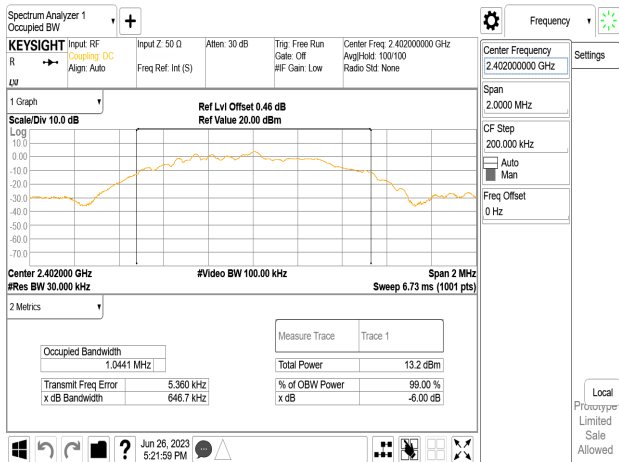 Spectrum Analyzer 1
Occupied BW
Frequency
KEYSIGHT
R
LXI
Input: RF
Coupling: DC
Align: Auto
Input Z: 50 Ω
Freq Ref: Int (S)
Atten: 30 dB
Trig: Free Run
Gate: Off
#IF Gain: Low
Center Freq: 2.402000000 GHz
Avg|Hold: 100/100
Radio Std: None
Center Frequency
2.402000000 GHz
Settings
Span
2.0000 MHz
CF Step
200.000 kHz
Auto
Man
Freq Offset
0 Hz
1 Graph
Scale/Div 10.0 dB
Ref Lvl Offset 0.46 dB
Ref Value 20.00 dBm
Log
10.0
0.00
-10.0
-20.0
-30.0
-40.0
-50.0
-60.0
-70.0
Center 2.402000 GHz
#Video BW 100.00 kHz
Span 2 MHz
#Res BW 30.000 kHz
Sweep 6.73 ms (1001 pts)
2 Metrics
Measure Trace Trace 1
Occupied Bandwidth
1.0441 MHz
Total Power 13.2 dBm
Transmit Freq Error 5.360 kHz
% of OBW Power 99.00 %
x dB Bandwidth 646.7 kHz
x dB -6.00 dB
Local
Prototype
Limited
Sale
Allowed
?
Jun 26, 2023
5:21:59 PM